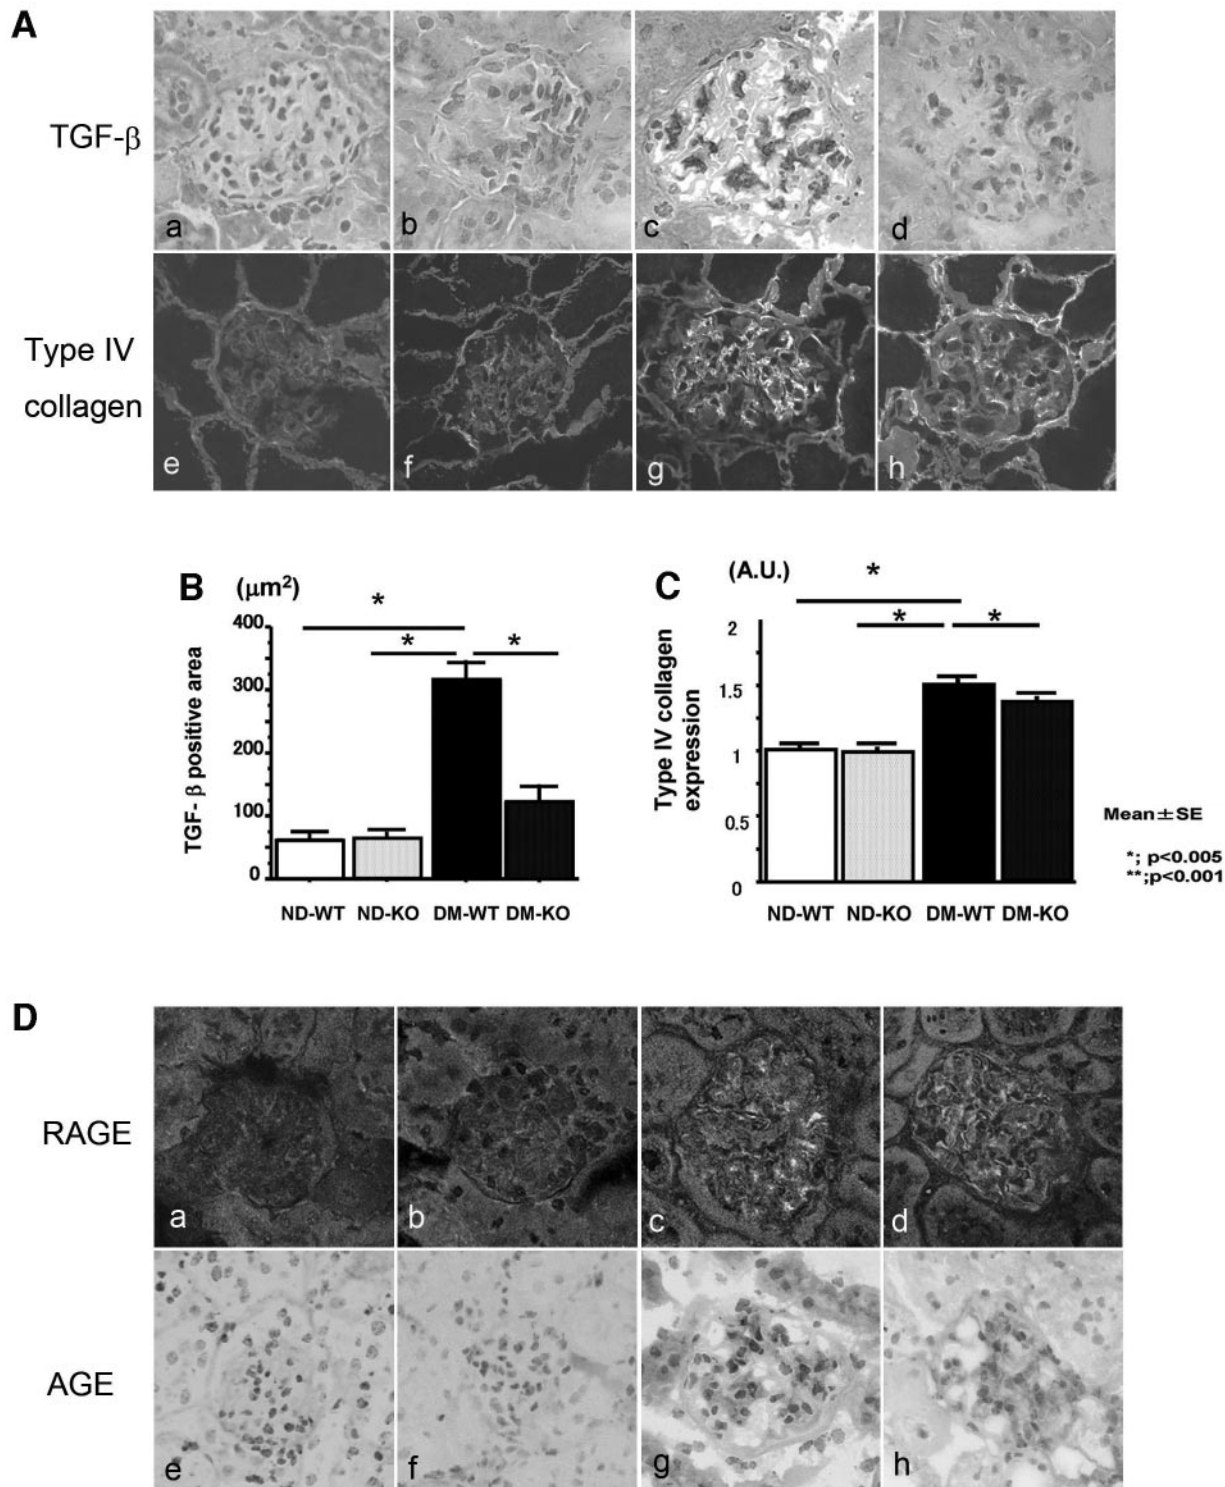 A
TGF-β
a
b
c
d
Type IV
collagen
e
f
g
h
B
(μm²)
*
*
*
TGF- β positive area
400
300
200
100
0
ND-WT
ND-KO
DM-WT
DM-KO
C
(A.U.)
*
*
*
Type IV collagen
expression
2
1.5
1
0.5
0
ND-WT
ND-KO
DM-WT
DM-KO
Mean±SE
*; p<0.005
**;p<0.001
D
RAGE
a
b
c
d
AGE
e
f
g
h